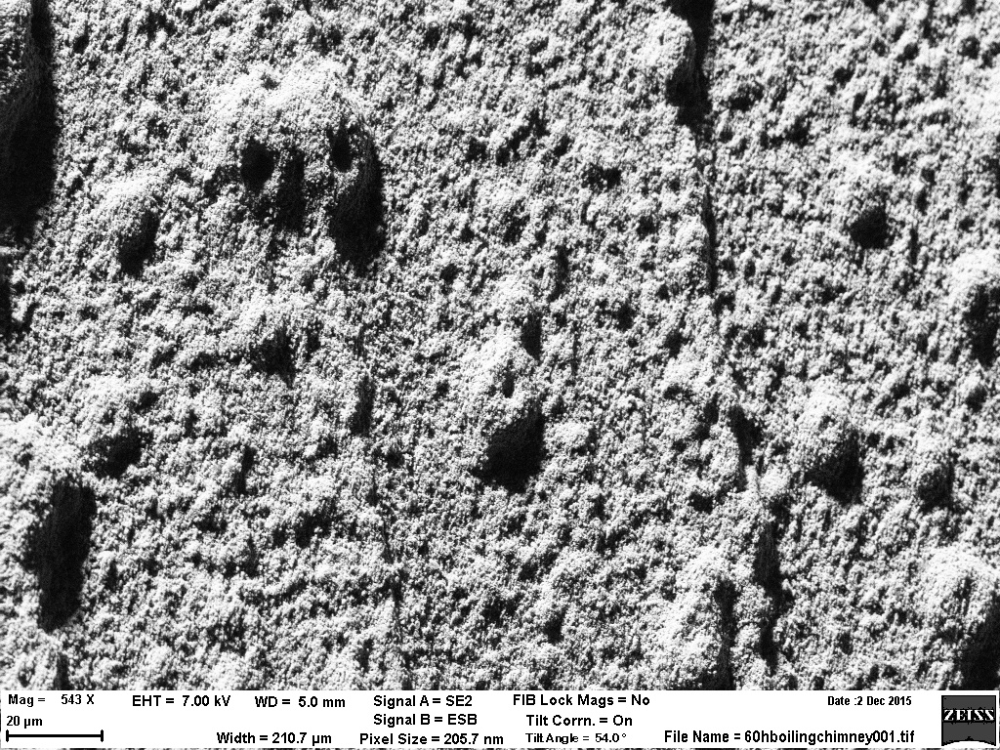 Mag = 543 X EHT = 7.00 kV WD = 5.0 mm Signal A = SE2 FIB Lock Mags = No Date :2 Dec 2015
20 µm Signal B = ESB Tilt Corrn. = On
Width = 210.7 µm Pixel Size = 205.7 nm Tilt Angle = 54.0° File Name = 60hboilingchimney001.tif
ZEISS